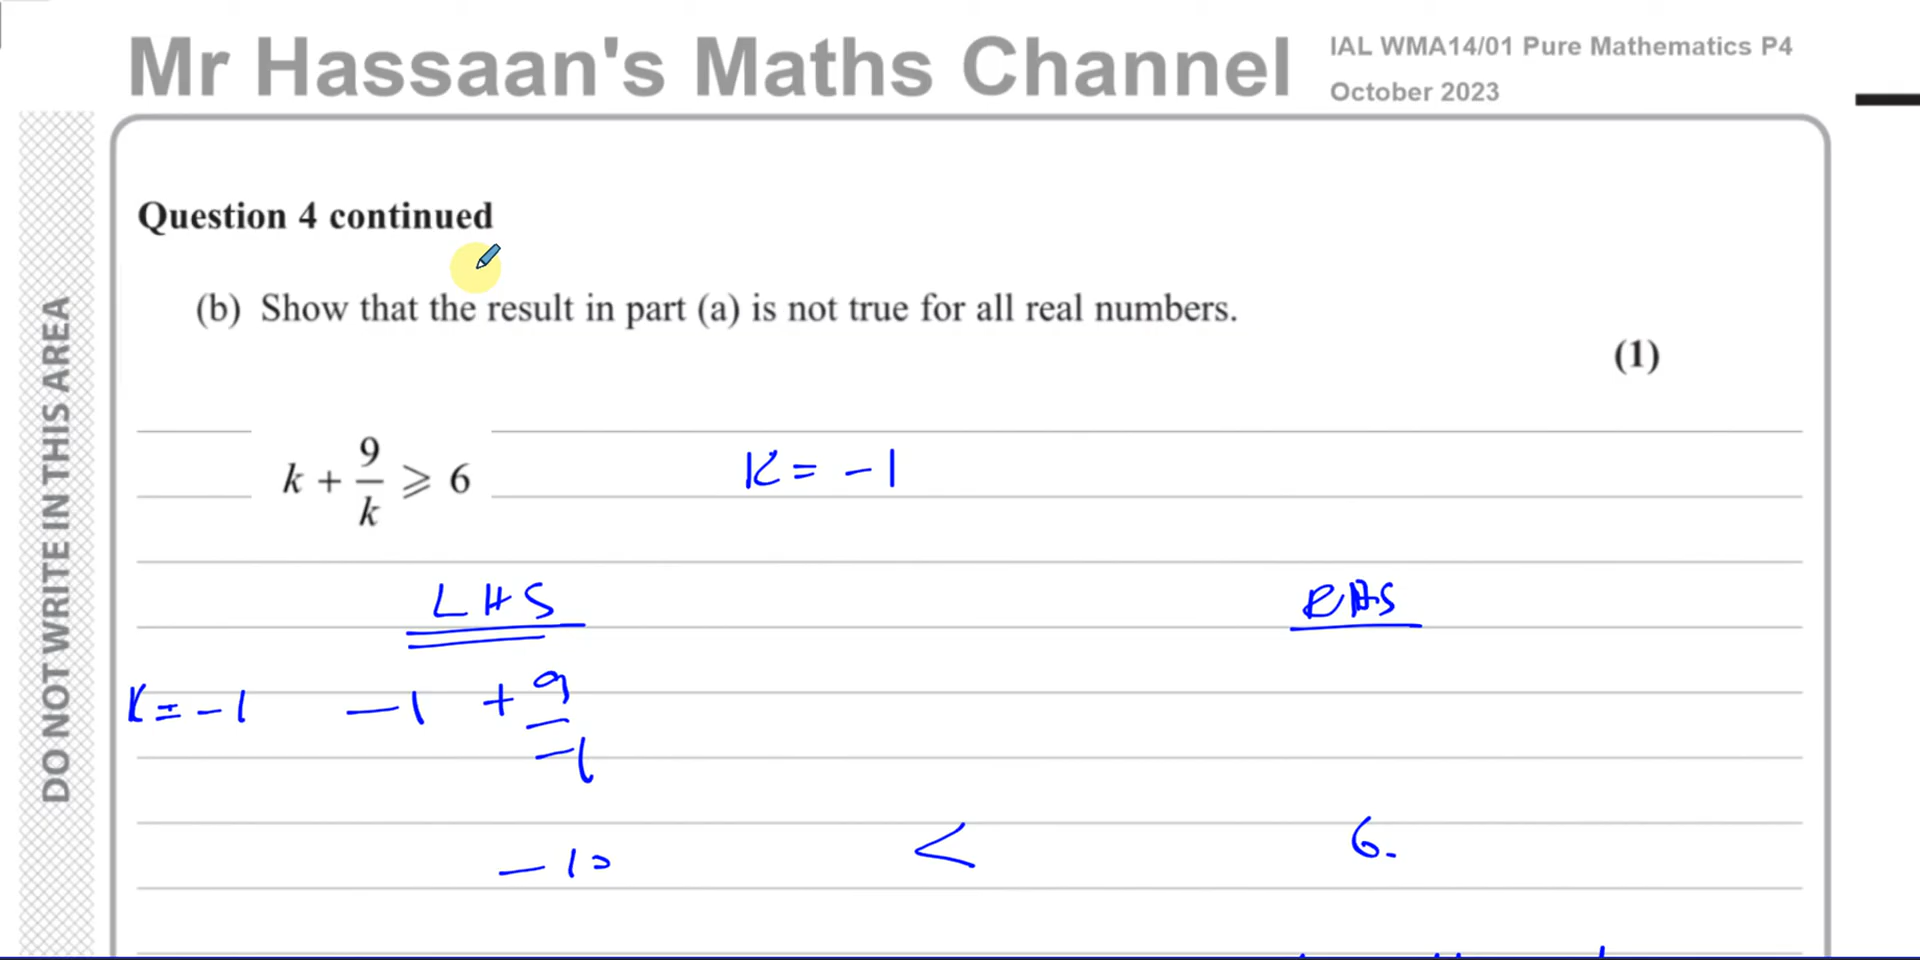 Mr Hassaan's Maths Channel
IAL WMA14/01 Pure Mathematics P4
October 2023
DO NOT WRITE IN THIS AREA
Question 4 continued
(b) Show that the result in part (a) is not true for all real numbers.
(1)
k + 9/k ⩾ 6
K = -1
LHS
RHS
K = -1 -1 + 9/-1
-10 < 6.